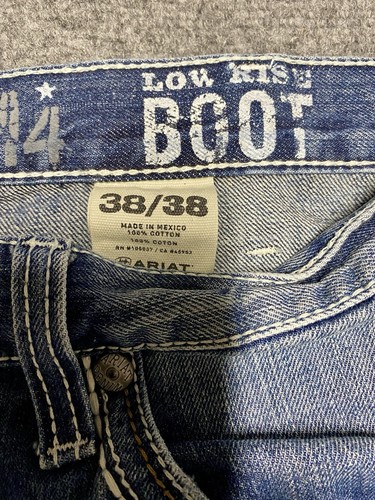 LOW RISE
BOOT
38/38
MADE IN MEXICO
100% COTTON
100% COTON
ARIAT